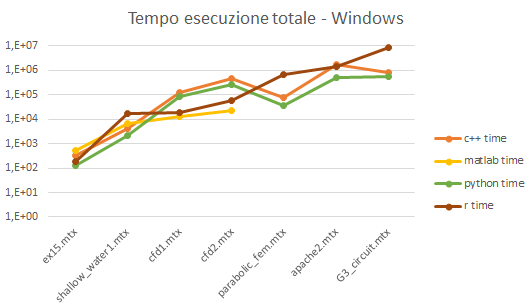 Tempo esecuzione totale - Windows
1,E+07
1,E+06
1,E+05
1,E+04
1,E+03
1,E+02
1,E+01
1,E+00
ex15.mtx
shallow_water1.mtx
cfd1.mtx
cfd2.mtx
parabolic_fem.mtx
apache2.mtx
G3_circuit.mtx
c++ time
matlab time
python time
r time